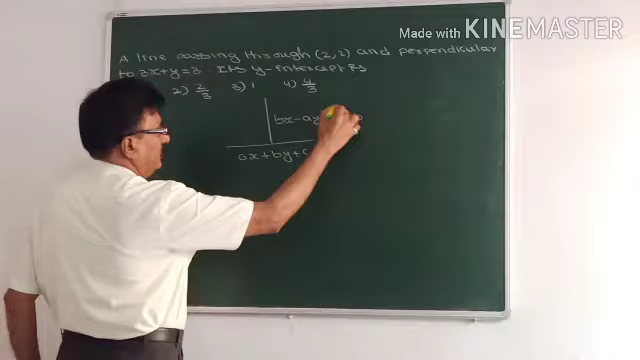 Made with KINEMASTER
A line passing through (2,2) and perpendicular
to 3x+y=3. Its y-intercept is
2) 2/3 3) 1 4) 4/3
bx-ay
ax+by+c